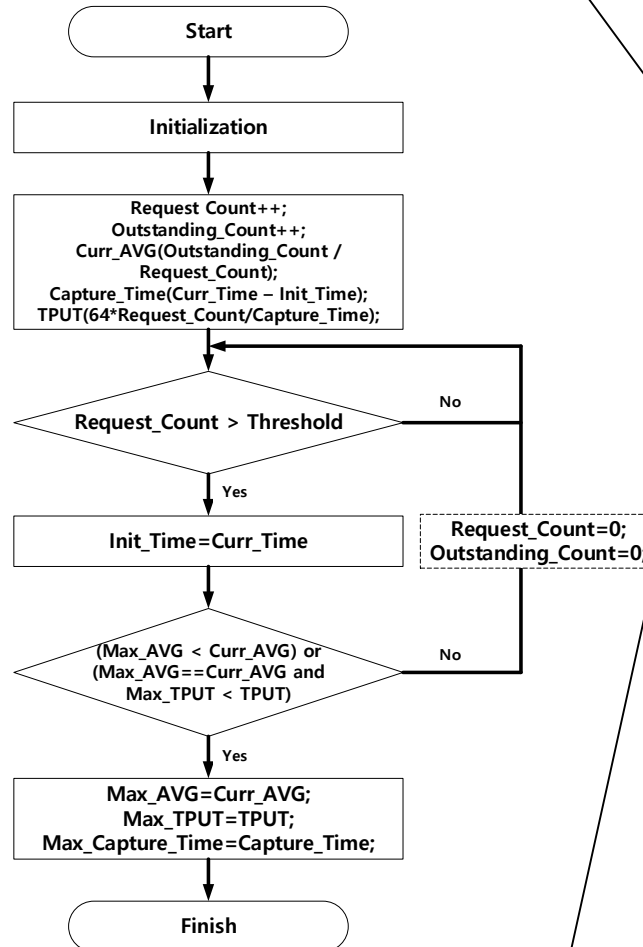 Start
Initialization
Request Count++;
Outstanding_Count++;
Curr_AVG(Outstanding_Count /
Request_Count);
Capture_Time(Curr_Time – Init_Time);
TPUT(64*Request_Count/Capture_Time);
Request_Count > Threshold
No
Yes
Init_Time=Curr_Time
Request_Count=0;
Outstanding_Count=0;
(Max_AVG < Curr_AVG) or
(Max_AVG==Curr_AVG and
Max_TPUT < TPUT)
No
Yes
Max_AVG=Curr_AVG;
Max_TPUT=TPUT;
Max_Capture_Time=Capture_Time;
Finish